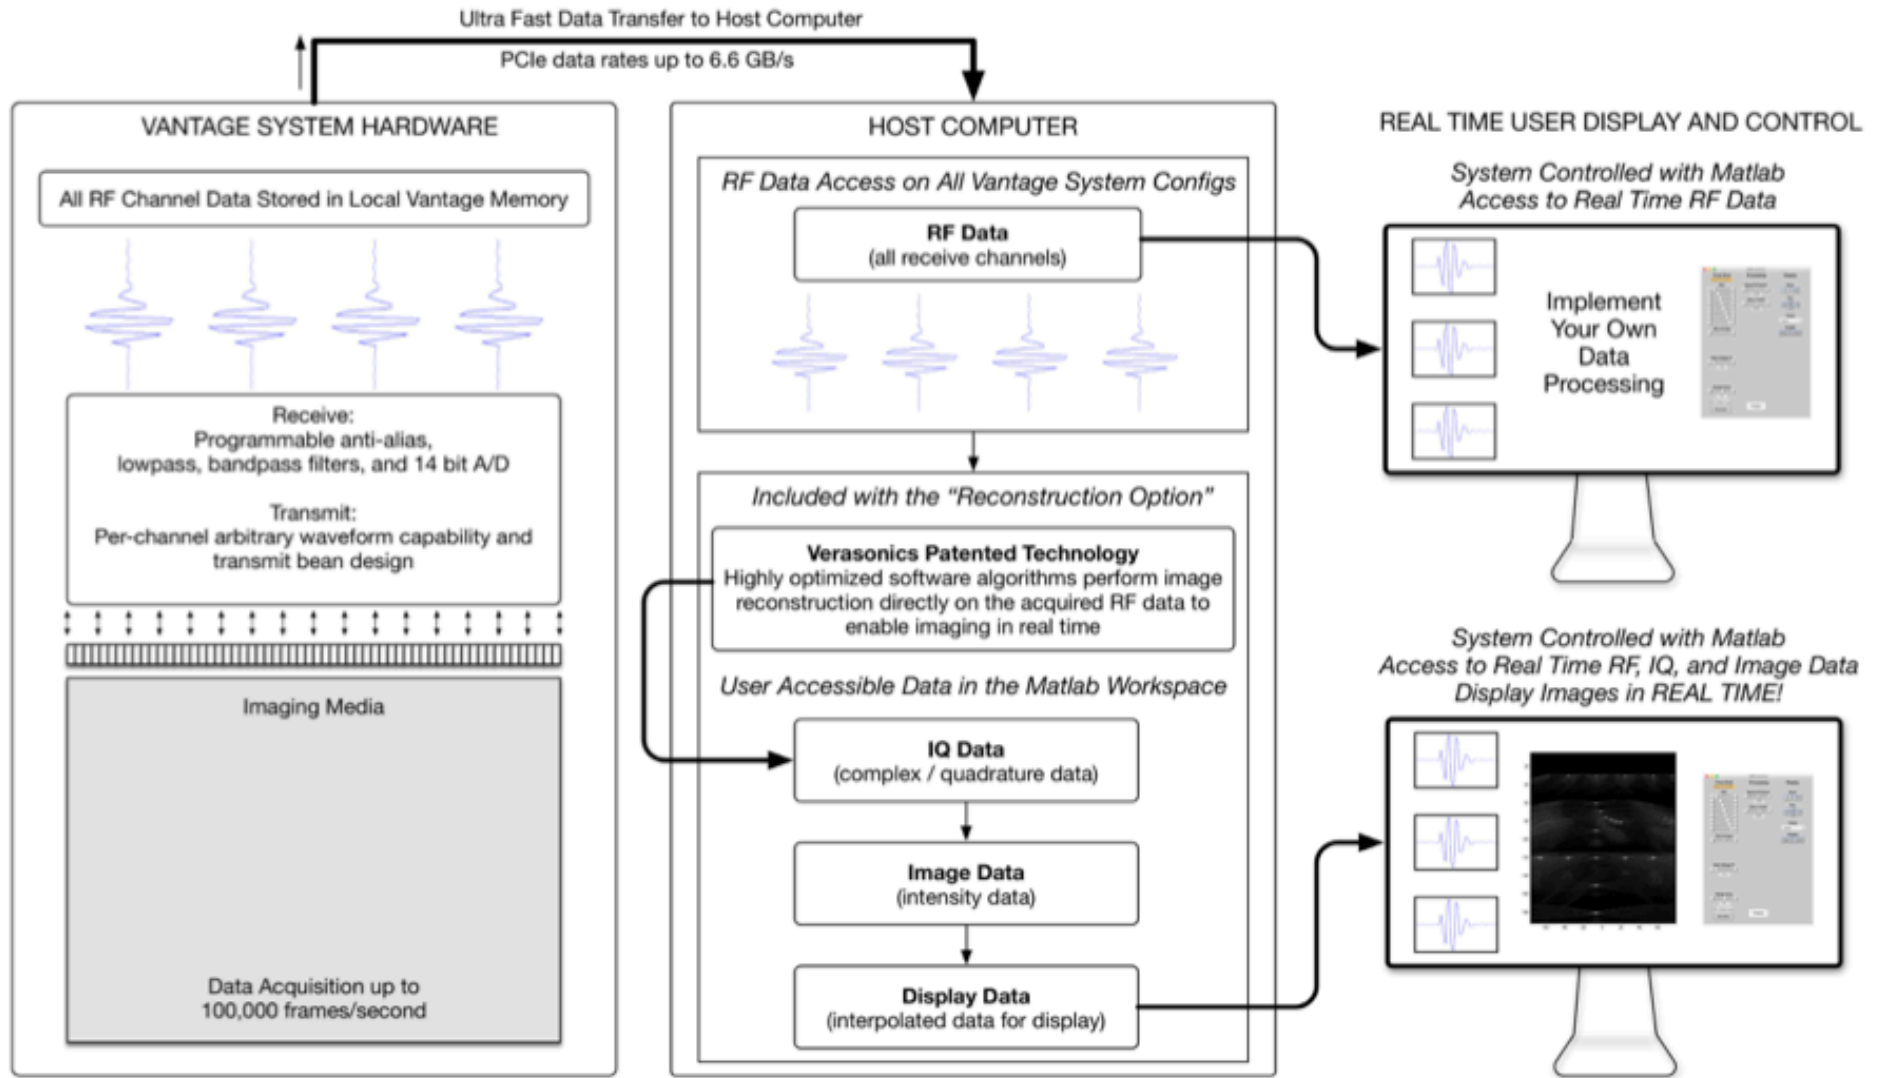 Ultra Fast Data Transfer to Host Computer
PCIe data rates up to 6.6 GB/s
VANTAGE SYSTEM HARDWARE
All RF Channel Data Stored in Local Vantage Memory
Receive:
Programmable anti-alias,
lowpass, bandpass filters, and 14 bit A/D
Transmit:
Per-channel arbitrary waveform capability and
transmit bean design
Imaging Media
Data Acquisition up to
100,000 frames/second
HOST COMPUTER
RF Data Access on All Vantage System Configs
RF Data
(all receive channels)
Included with the “Reconstruction Option”
Verasonics Patented Technology
Highly optimized software algorithms perform image
reconstruction directly on the acquired RF data to
enable imaging in real time
User Accessible Data in the Matlab Workspace
IQ Data
(complex / quadrature data)
Image Data
(intensity data)
Display Data
(interpolated data for display)
REAL TIME USER DISPLAY AND CONTROL
System Controlled with Matlab
Access to Real Time RF Data
Implement
Your Own
Data
Processing
System Controlled with Matlab
Access to Real Time RF, IQ, and Image Data
Display Images in REAL TIME!